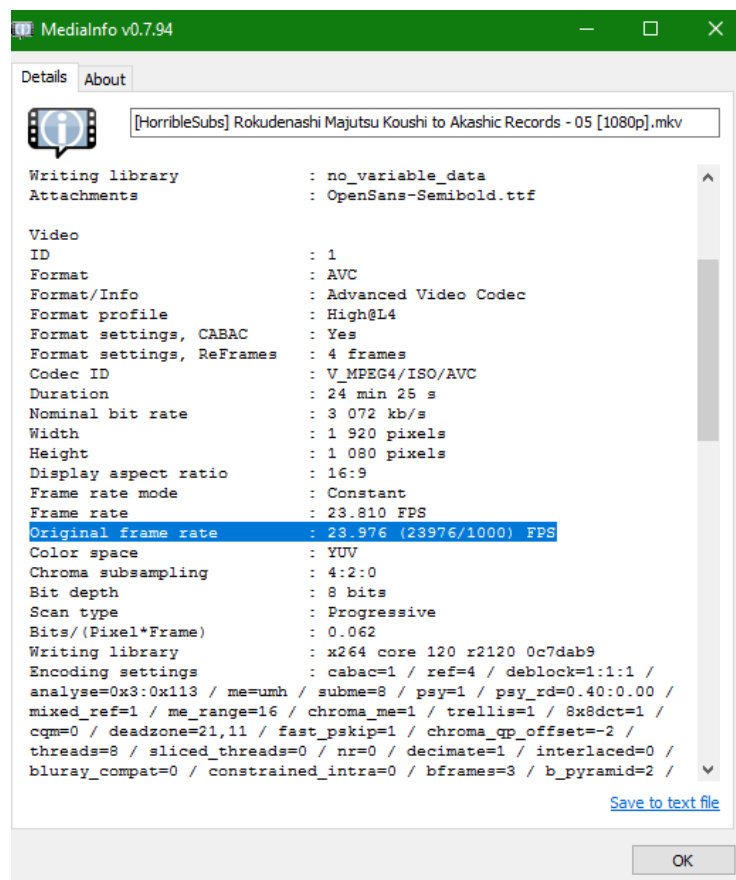 MediaInfo v0.7.94
Details About
[HorribleSubs] Rokudenashi Majutsu Koushi to Akashic Records - 05 [1080p].mkv
Writing library : no_variable_data
Attachments : OpenSans-Semibold.ttf
Video
ID : 1
Format : AVC
Format/Info : Advanced Video Codec
Format profile : High@L4
Format settings, CABAC : Yes
Format settings, ReFrames : 4 frames
Codec ID : V_MPEG4/ISO/AVC
Duration : 24 min 25 s
Nominal bit rate : 3 072 kb/s
Width : 1 920 pixels
Height : 1 080 pixels
Display aspect ratio : 16:9
Frame rate mode : Constant
Frame rate : 23.810 FPS
Original frame rate : 23.976 (23976/1000) FPS
Color space : YUV
Chroma subsampling : 4:2:0
Bit depth : 8 bits
Scan type : Progressive
Bits/(Pixel*Frame) : 0.062
Writing library : x264 core 120 r2120 0c7dab9
Encoding settings : cabac=1 / ref=4 / deblock=1:1:1 /
analyse=0x3:0x113 / me=umh / subme=8 / psy=1 / psy_rd=0.40:0.00 /
mixed_ref=1 / me_range=16 / chroma_me=1 / trellis=1 / 8x8dct=1 /
cqm=0 / deadzone=21,11 / fast_pskip=1 / chroma_qp_offset=-2 /
threads=8 / sliced_threads=0 / nr=0 / decimate=1 / interlaced=0 /
bluray_compat=0 / constrained_intra=0 / bframes=3 / b_pyramid=2 /
Save to text file
OK